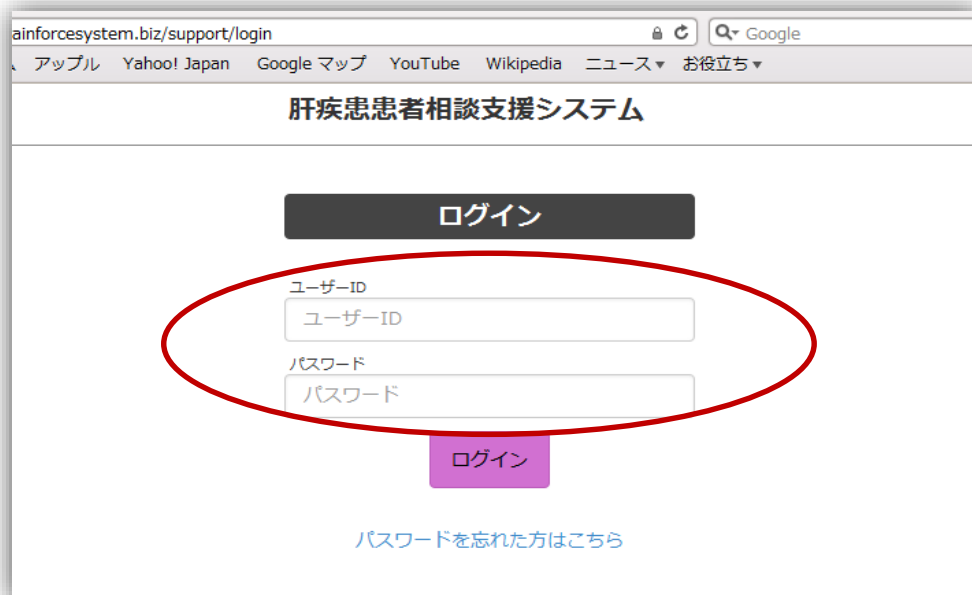 ainforcesystem.biz/support/login Google
アップル Yahoo! Japan Google マップ YouTube Wikipedia ニュース▼ お役立ち▼
肝疾患患者相談支援システム
ログイン
ユーザーID
ユーザーID
パスワード
パスワード
ログイン
パスワードを忘れた方はこちら